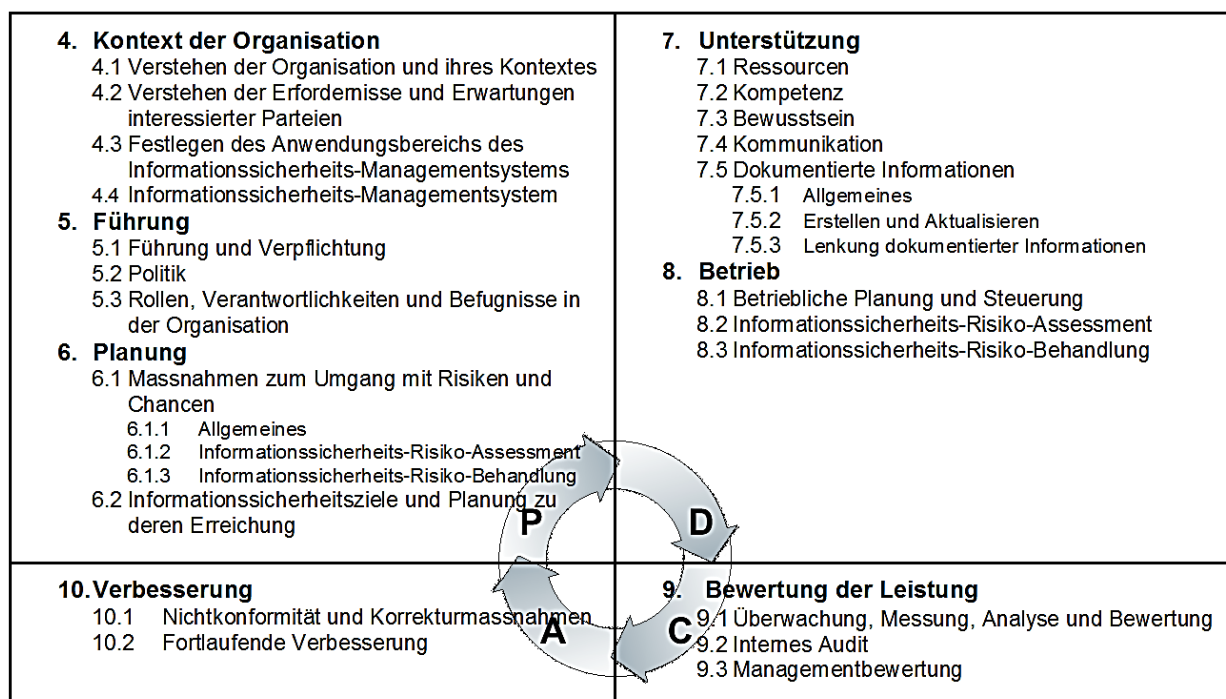 4. Kontext der Organisation
4.1 Verstehen der Organisation und ihres Kontextes
4.2 Verstehen der Erfordernisse und Erwartungen
interessierter Parteien
4.3 Festlegen des Anwendungsbereichs des
Informationssicherheits-Managementsystems
4.4 Informationssicherheits-Managementsystem
5. Führung
5.1 Führung und Verpflichtung
5.2 Politik
5.3 Rollen, Verantwortlichkeiten und Befugnisse in
der Organisation
6. Planung
6.1 Massnahmen zum Umgang mit Risiken und
Chancen
6.1.1 Allgemeines
6.1.2 Informationssicherheits-Risiko-Assessment
6.1.3 Informationssicherheits-Risiko-Behandlung
6.2 Informationssicherheitsziele und Planung zu
deren Erreichung
P
7. Unterstützung
7.1 Ressourcen
7.2 Kompetenz
7.3 Bewusstsein
7.4 Kommunikation
7.5 Dokumentierte Informationen
7.5.1 Allgemeines
7.5.2 Erstellen und Aktualisieren
7.5.3 Lenkung dokumentierter Informationen
8. Betrieb
8.1 Betriebliche Planung und Steuerung
8.2 Informationssicherheits-Risiko-Assessment
8.3 Informationssicherheits-Risiko-Behandlung
D
10. Verbesserung
10.1 Nichtkonformität und Korrekturmassnahmen
10.2 Fortlaufende Verbesserung
A
9. Bewertung der Leistung
9.1 Überwachung, Messung, Analyse und Bewertung
9.2 Internes Audit
9.3 Managementbewertung
C